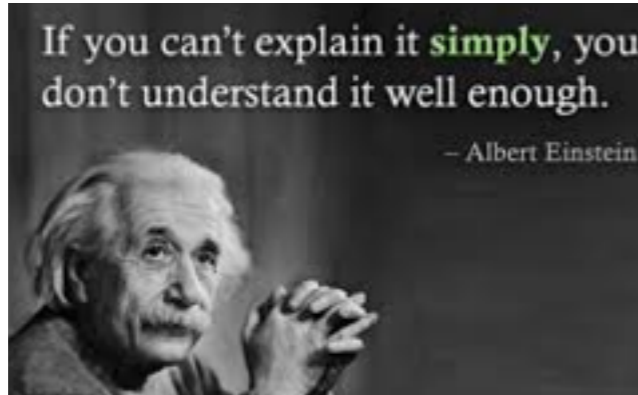 If you can't explain it simply, you
don't understand it well enough.
– Albert Einstein